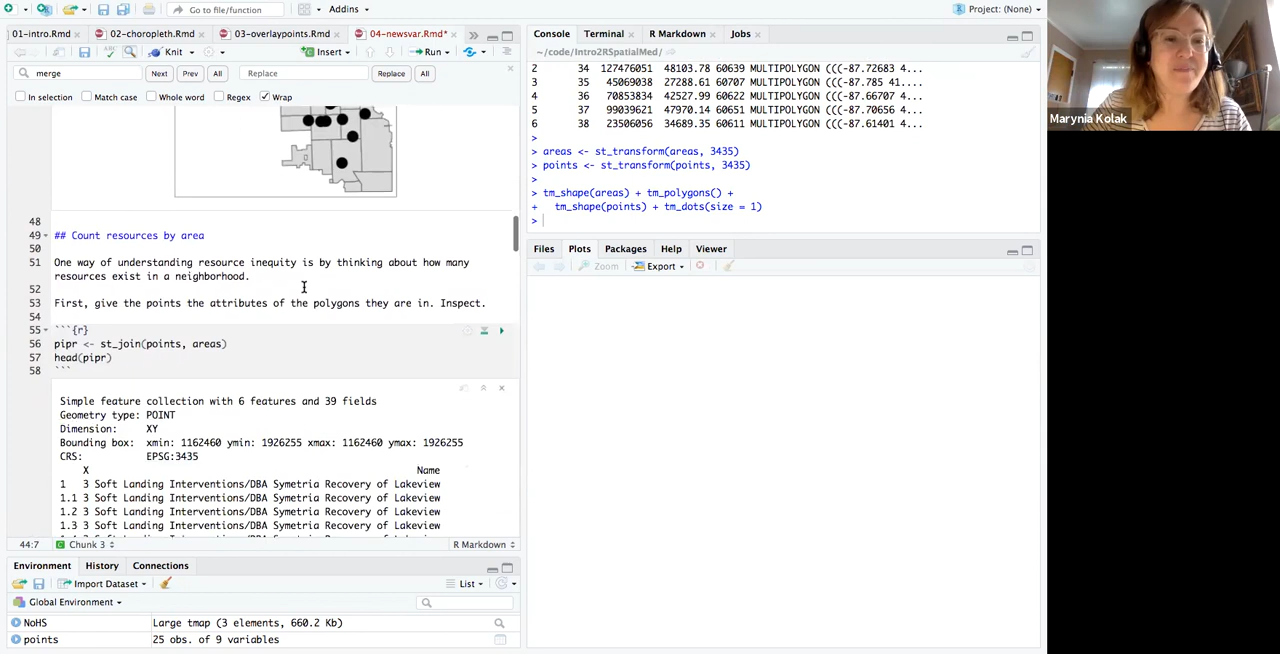 Go to file/function
Addins
Project: (None)
01-intro.Rmd
02-choropleth.Rmd
03-overlaypoints.Rmd
04-newsvar.Rmd*
ABC
Knit
Insert
Run
merge
Next
Prev
All
Replace
Replace
All
In selection
Match case
Whole word
Regex
Wrap
48
49 ## Count resources by area
50
51 One way of understanding resource inequity is by thinking about how many
resources exist in a neighborhood.
52
53 First, give the points the attributes of the polygons they are in. Inspect.
54
55 ```{r}
56 pipr <- st_join(points, areas)
57 head(pipr)
58 ```
Simple feature collection with 6 features and 39 fields
Geometry type: POINT
Dimension: XY
Bounding box: xmin: 1162460 ymin: 1926255 xmax: 1162460 ymax: 1926255
CRS: EPSG:3435
X Name
1 3 Soft Landing Interventions/DBA Symetria Recovery of Lakeview
1.1 3 Soft Landing Interventions/DBA Symetria Recovery of Lakeview
1.2 3 Soft Landing Interventions/DBA Symetria Recovery of Lakeview
1.3 3 Soft Landing Interventions/DBA Symetria Recovery of Lakeview
44:7
Chunk 3
R Markdown
Environment
History
Connections
Import Dataset
List
Global Environment
NoHS Large tmap (3 elements, 660.2 Kb)
points 25 obs. of 9 variables
Console
Terminal
R Markdown
Jobs
~/code/Intro2RSpatialMed/
2 34 127476051 48103.78 60639 MULTIPOLYGON (((-87.72683 4...
3 35 45069038 27288.61 60707 MULTIPOLYGON (((-87.785 41....
4 36 70853834 42527.99 60622 MULTIPOLYGON (((-87.66707 4...
5 37 99039621 47970.14 60651 MULTIPOLYGON (((-87.70656 4...
6 38 23506056 34689.35 60611 MULTIPOLYGON (((-87.61401 4...
>
> areas <- st_transform(areas, 3435)
> points <- st_transform(points, 3435)
>
> tm_shape(areas) + tm_polygons() +
+ tm_shape(points) + tm_dots(size = 1)
>
Files
Plots
Packages
Help
Viewer
Zoom
Export
Marynia Kolak